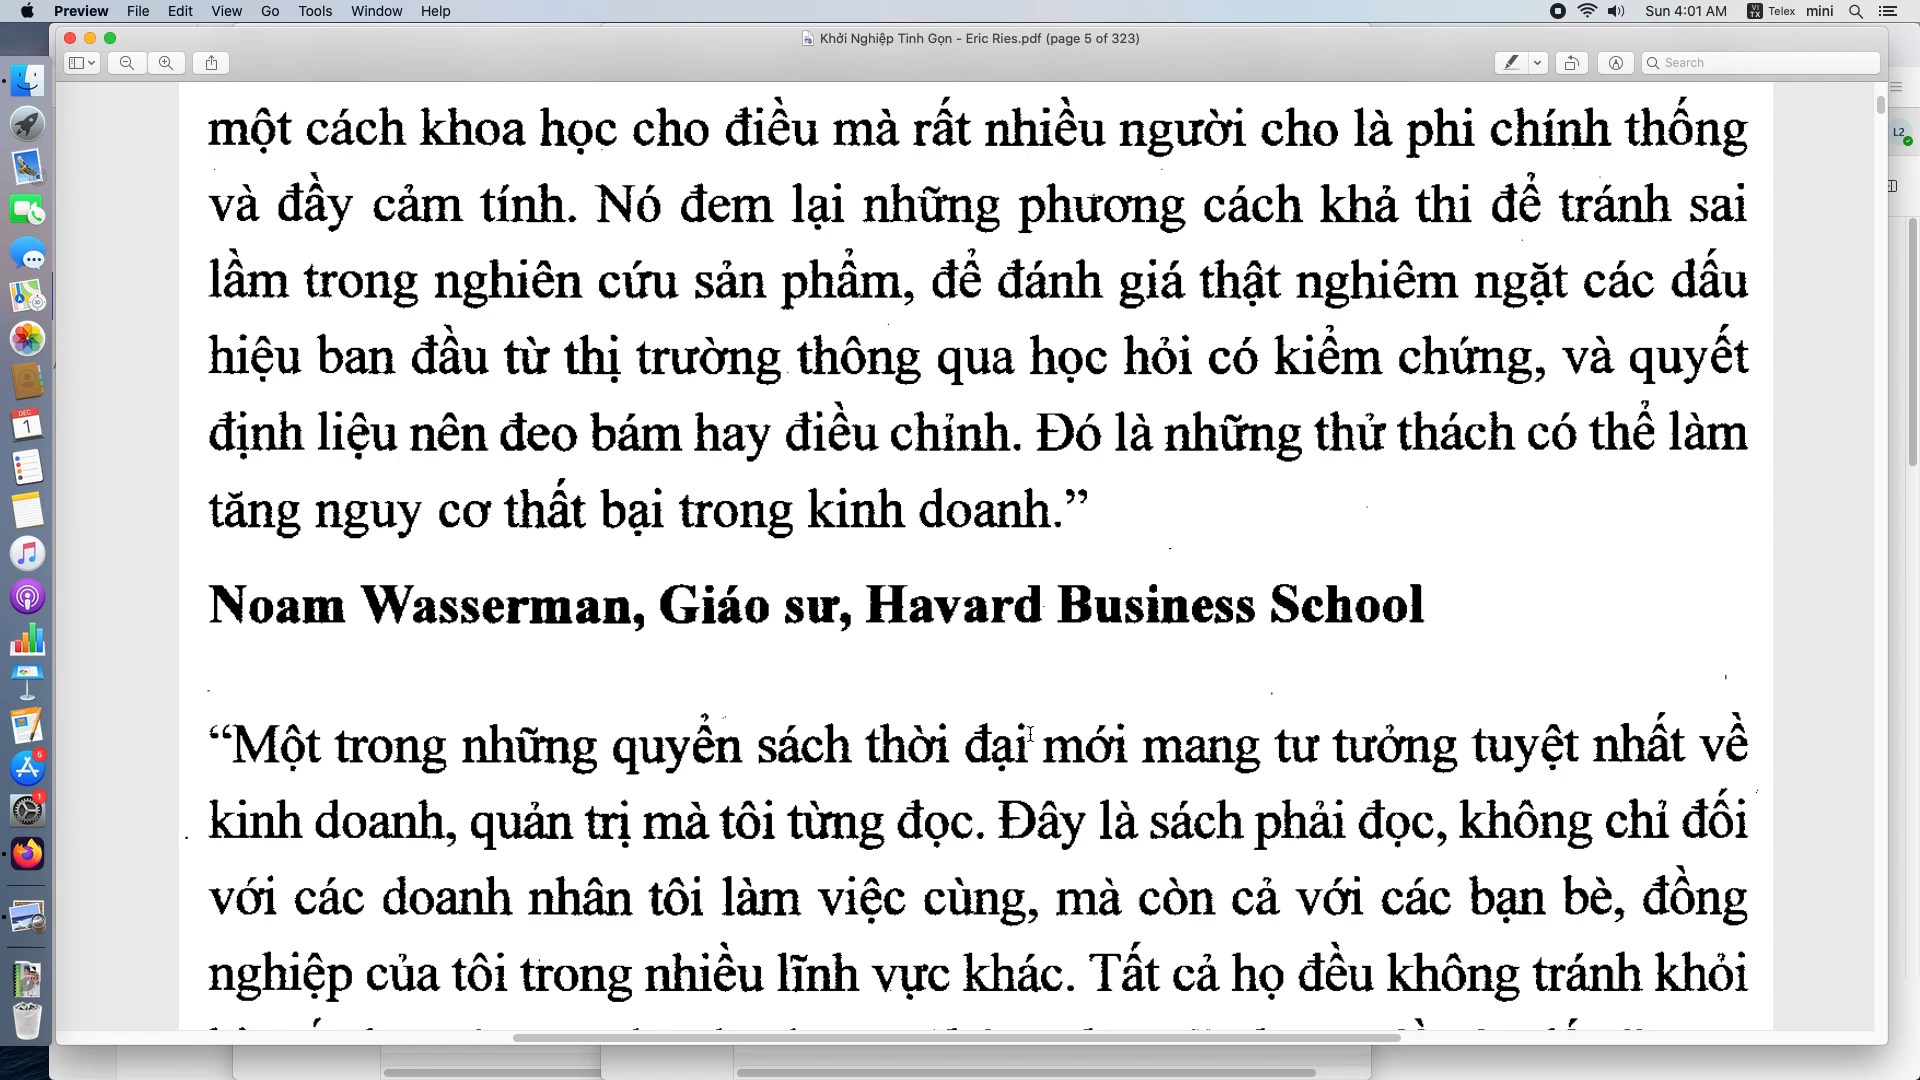 Preview File Edit View Go Tools Window Help
Sun 4:01 AM VI TX Telex mini
Khởi Nghiệp Tinh Gọn - Eric Ries.pdf (page 5 of 323)
Search
L2
DEC
1
6
1
một cách khoa học cho điều mà rất nhiều người cho là phi chính thống
và đầy cảm tính. Nó đem lại những phương cách khả thi để tránh sai
lầm trong nghiên cứu sản phẩm, để đánh giá thật nghiêm ngặt các dấu
hiệu ban đầu từ thị trường thông qua học hỏi có kiểm chứng, và quyết
định liệu nên đeo bám hay điều chỉnh. Đó là những thử thách có thể làm
tăng nguy cơ thất bại trong kinh doanh.”
Noam Wasserman, Giáo sư, Havard Business School
“Một trong những quyển sách thời đại mới mang tư tưởng tuyệt nhất về
kinh doanh, quản trị mà tôi từng đọc. Đây là sách phải đọc, không chỉ đối
với các doanh nhân tôi làm việc cùng, mà còn cả với các bạn bè, đồng
nghiệp của tôi trong nhiều lĩnh vực khác. Tất cả họ đều không tránh khỏi